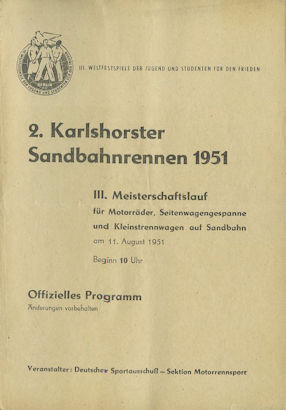 III. WELTFESTSPIELE DER JUGEND UND STUDENTEN FÜR DEN FRIEDEN
BERLIN
2. Karlshorster
Sandbahnrennen 1951
III. Meisterschaftslauf
für Motorräder, Seitenwagengespanne
und Kleinstrennwagen auf Sandbahn
am 11. August 1951
Beginn 10 Uhr
Offizielles Programm
Änderungen vorbehalten
Veranstalter: Deutscher Sportausschuß – Sektion Motorrennsport